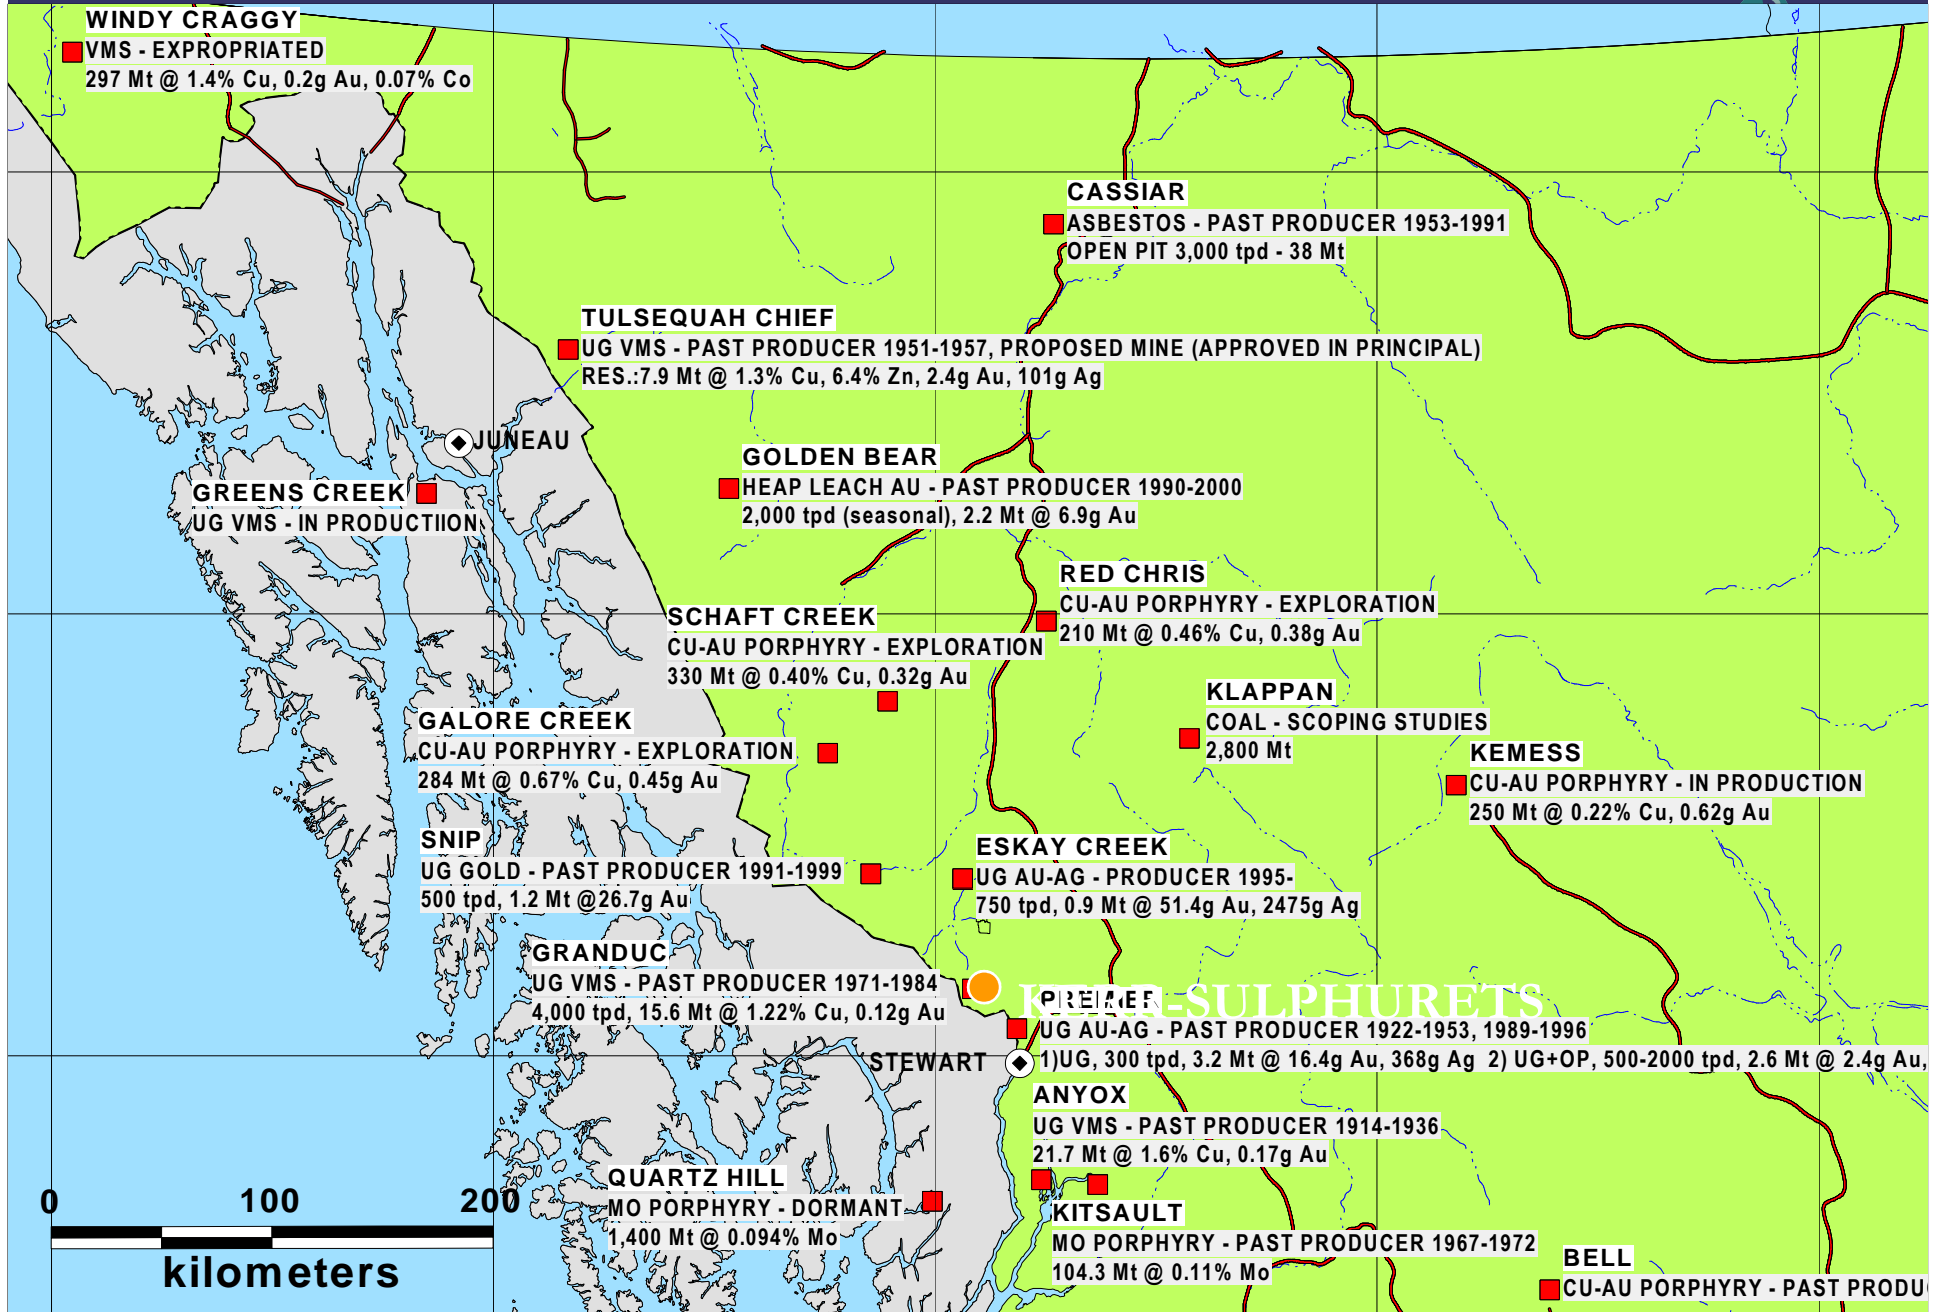 WINDY CRAGGY
VMS - EXPROPRIATED
297 Mt @ 1.4% Cu, 0.2g Au, 0.07% Co
CASSIAR
ASBESTOS - PAST PRODUCER 1953-1991
OPEN PIT 3,000 tpd - 38 Mt
TULSEQUAH CHIEF
UG VMS - PAST PRODUCER 1951-1957, PROPOSED MINE (APPROVED IN PRINCIPAL)
RES.:7.9 Mt @ 1.3% Cu, 6.4% Zn, 2.4g Au, 101g Ag
JUNEAU
GOLDEN BEAR
HEAP LEACH AU - PAST PRODUCER 1990-2000
2,000 tpd (seasonal), 2.2 Mt @ 6.9g Au
GREENS CREEK
UG VMS - IN PRODUCTIION
RED CHRIS
CU-AU PORPHYRY - EXPLORATION
210 Mt @ 0.46% Cu, 0.38g Au
SCHAFT CREEK
CU-AU PORPHYRY - EXPLORATION
330 Mt @ 0.40% Cu, 0.32g Au
KLAPPAN
COAL - SCOPING STUDIES
2,800 Mt
GALORE CREEK
CU-AU PORPHYRY - EXPLORATION
284 Mt @ 0.67% Cu, 0.45g Au
KEMESS
CU-AU PORPHYRY - IN PRODUCTION
250 Mt @ 0.22% Cu, 0.62g Au
SNIP
UG GOLD - PAST PRODUCER 1991-1999
500 tpd, 1.2 Mt @26.7g Au
ESKAY CREEK
UG AU-AG - PRODUCER 1995-
750 tpd, 0.9 Mt @ 51.4g Au, 2475g Ag
GRANDUC
UG VMS - PAST PRODUCER 1971-1984
4,000 tpd, 15.6 Mt @ 1.22% Cu, 0.12g Au
KERR-SULPHURETS
PREMIER
UG AU-AG - PAST PRODUCER 1922-1953, 1989-1996
1)UG, 300 tpd, 3.2 Mt @ 16.4g Au, 368g Ag 2) UG+OP, 500-2000 tpd, 2.6 Mt @ 2.4g Au,
STEWART
ANYOX
UG VMS - PAST PRODUCER 1914-1936
21.7 Mt @ 1.6% Cu, 0.17g Au
QUARTZ HILL
MO PORPHYRY - DORMANT
1,400 Mt @ 0.094% Mo
KITSAULT
MO PORPHYRY - PAST PRODUCER 1967-1972
104.3 Mt @ 0.11% Mo
BELL
CU-AU PORPHYRY - PAST PRODU
0 100 200
kilometers